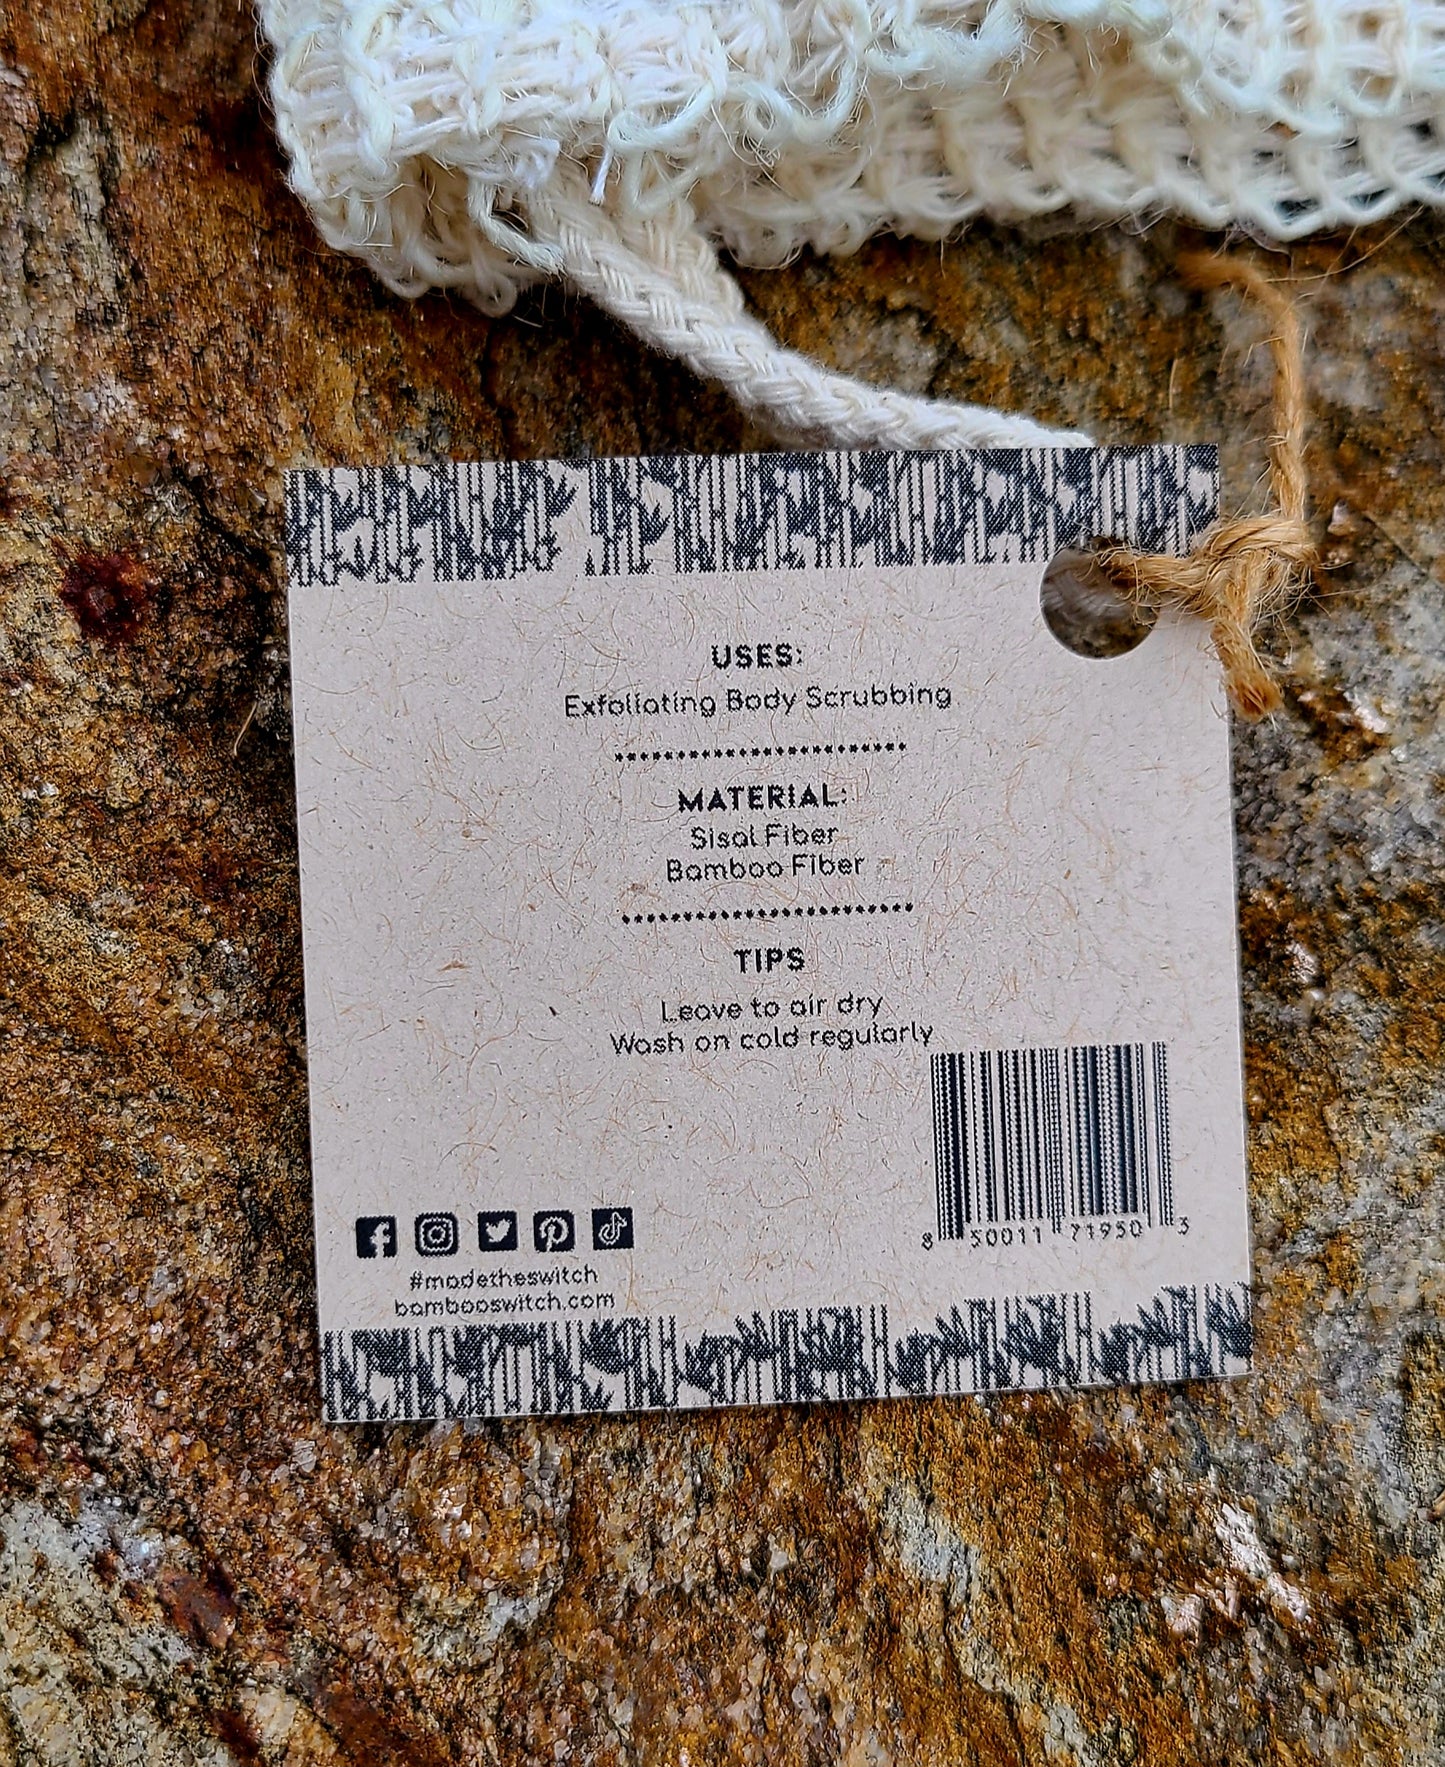 USES:
Exfoliating Body Scrubbing
MATERIAL:
Sisal Fiber
Bamboo Fiber
TIPS
Leave to air dry
Wash on cold regularly
8 50011 71950 3
#madetheswitch
bambooswitch.com